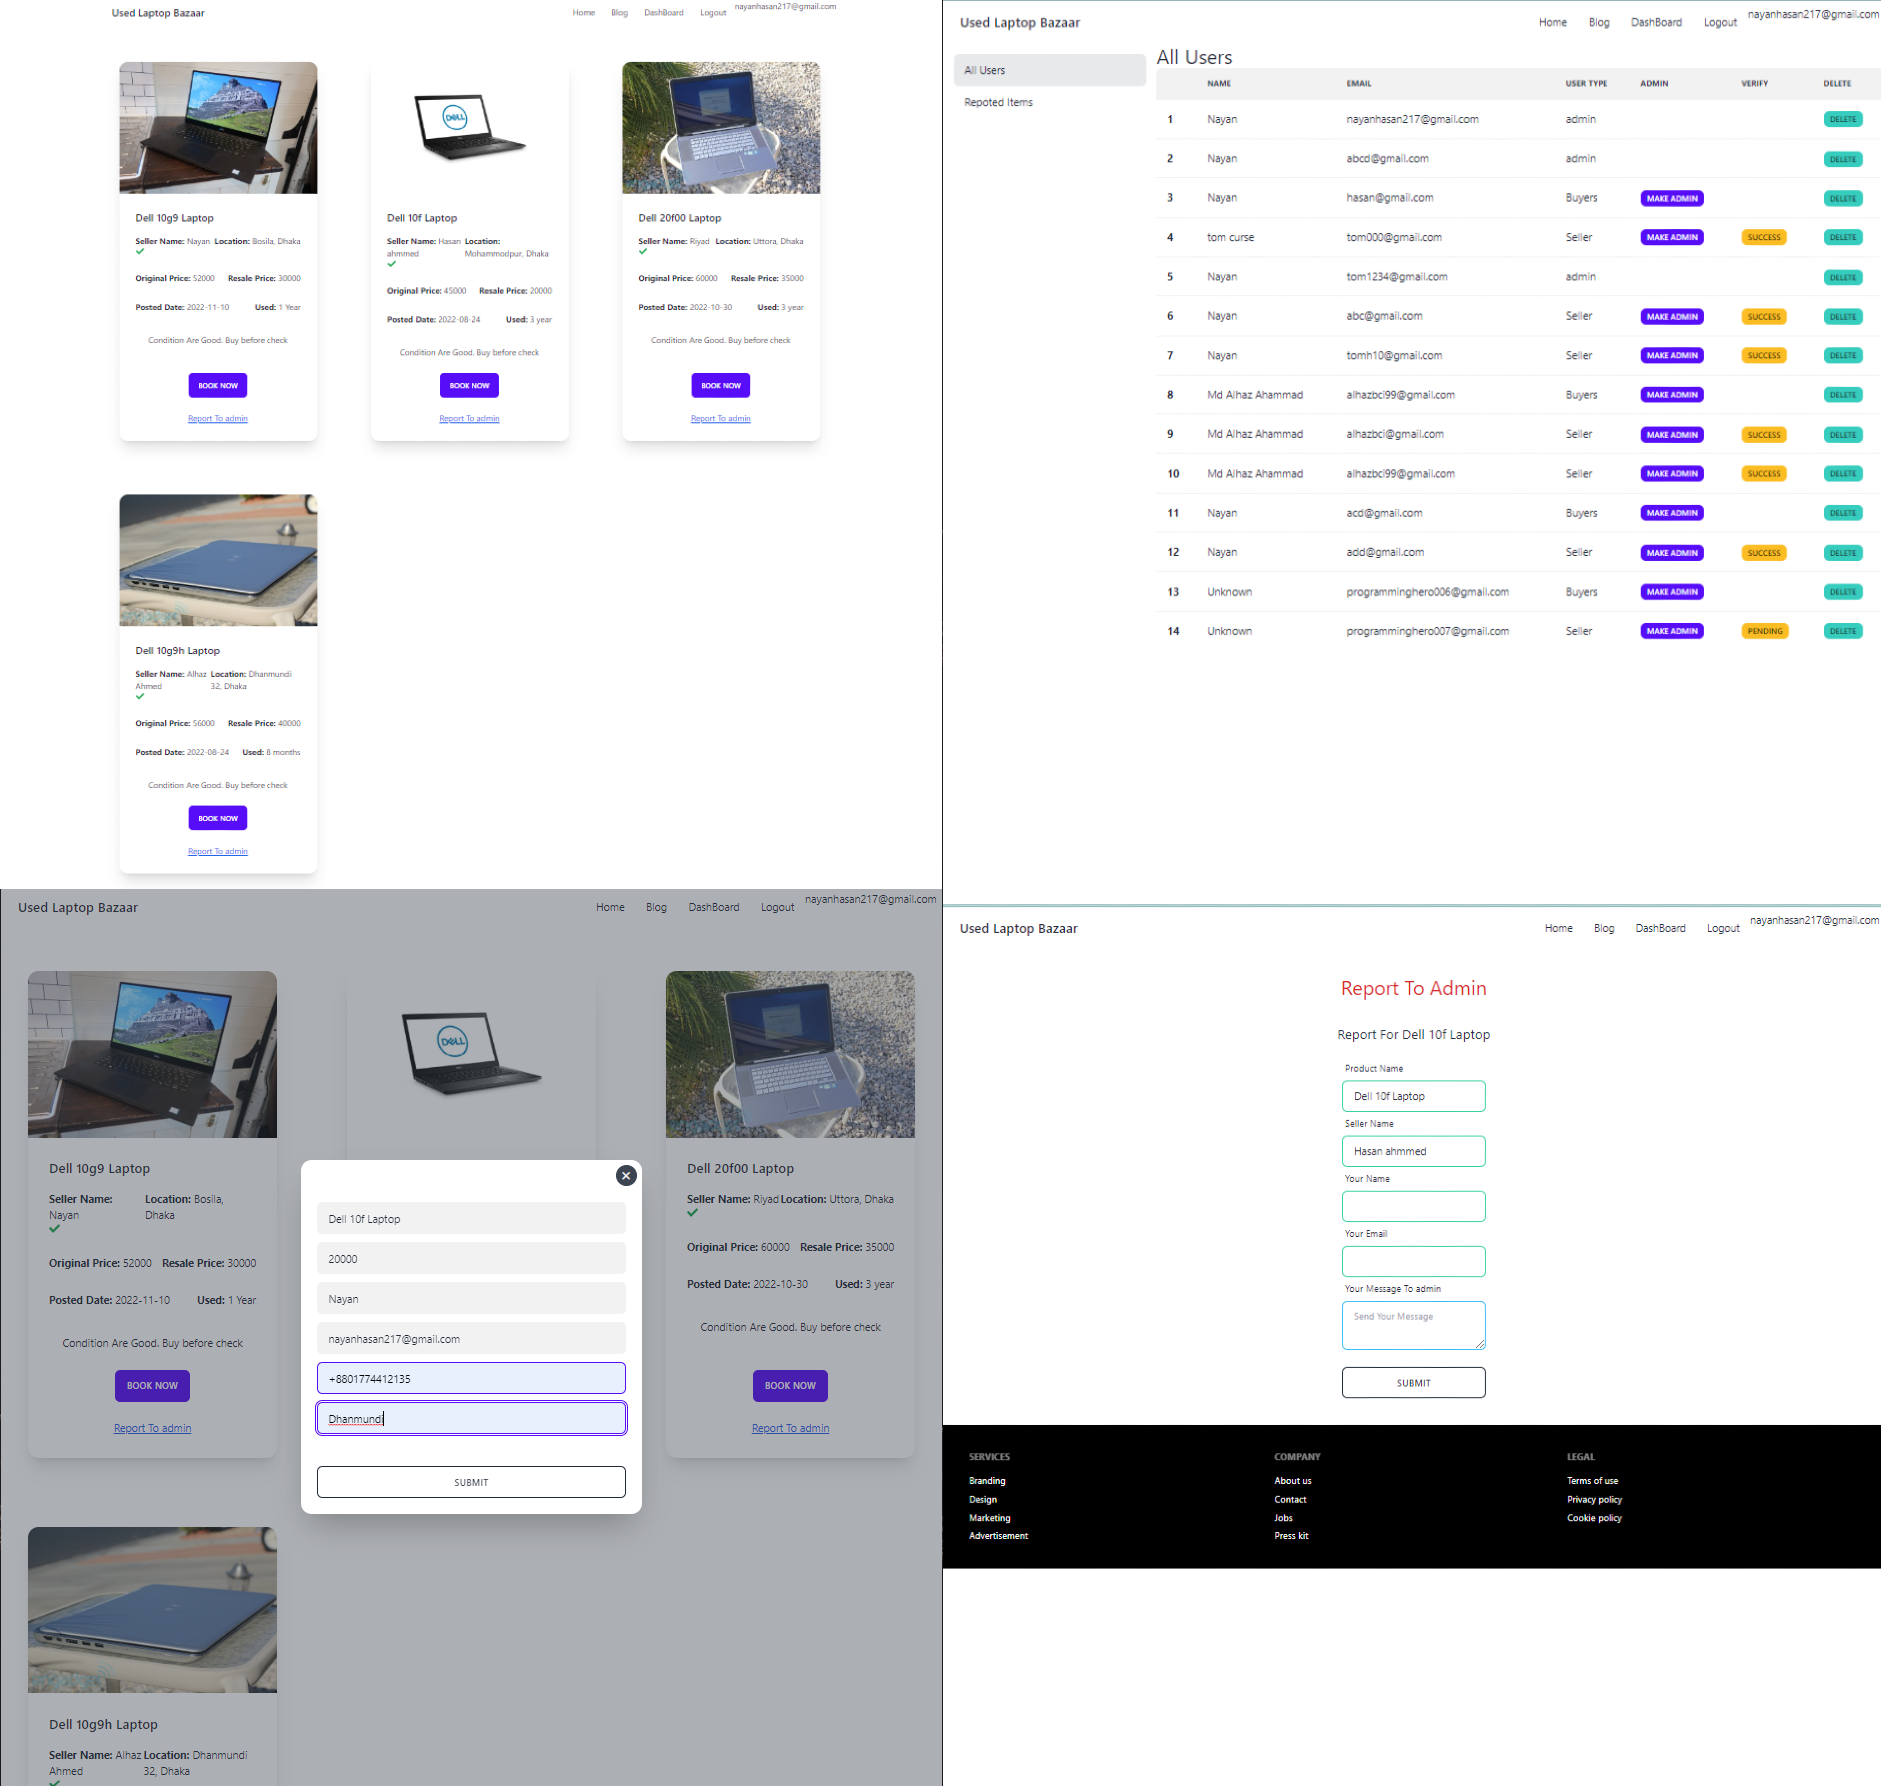 Used Laptop Bazaar
Home Blog DashBoard Logout nayanhasan217@gmail.com
DELL
Dell 10g9 Laptop
Seller Name: Nayan Location: Bosila, Dhaka
Original Price: 52000 Resale Price: 30000
Posted Date: 2022-11-10 Used: 1 Year
Condition Are Good. Buy before check
BOOK NOW
Report To admin
Dell 10f Laptop
Seller Name: Hasan ahmmed Location: Mohammodpur, Dhaka
Original Price: 45000 Resale Price: 20000
Posted Date: 2022-08-24 Used: 3 year
Condition Are Good. Buy before check
BOOK NOW
Report To admin
Dell 20f00 Laptop
Seller Name: Riyad Location: Uttora, Dhaka
Original Price: 60000 Resale Price: 35000
Posted Date: 2022-10-30 Used: 3 year
Condition Are Good. Buy before check
BOOK NOW
Report To admin
Dell 10g9h Laptop
Seller Name: Alhaz Ahmed Location: Dhanmundi 32, Dhaka
Original Price: 56000 Resale Price: 40000
Posted Date: 2022-08-24 Used: 8 months
Condition Are Good. Buy before check
BOOK NOW
Report To admin
Used Laptop Bazaar
Home Blog DashBoard Logout nayanhasan217@gmail.com
All Users
Repoted Items
All Users
NAME EMAIL USER TYPE ADMIN VERIFY DELETE
1 Nayan nayanhasan217@gmail.com admin DELETE
2 Nayan abcd@gmail.com admin DELETE
3 Nayan hasan@gmail.com Buyers MAKE ADMIN DELETE
4 tom curse tom000@gmail.com Seller MAKE ADMIN SUCCESS DELETE
5 Nayan tom1234@gmail.com admin DELETE
6 Nayan abc@gmail.com Seller MAKE ADMIN SUCCESS DELETE
7 Nayan tomh10@gmail.com Seller MAKE ADMIN SUCCESS DELETE
8 Md Alhaz Ahammad alhazbci99@gmail.com Buyers MAKE ADMIN DELETE
9 Md Alhaz Ahammad alhazbci@gmail.com Seller MAKE ADMIN SUCCESS DELETE
10 Md Alhaz Ahammad alhazbci99@gmail.com Seller MAKE ADMIN SUCCESS DELETE
11 Nayan acd@gmail.com Buyers MAKE ADMIN DELETE
12 Nayan add@gmail.com Seller MAKE ADMIN SUCCESS DELETE
13 Unknown programminghero006@gmail.com Buyers MAKE ADMIN DELETE
14 Unknown programminghero007@gmail.com Seller MAKE ADMIN PENDING DELETE
Used Laptop Bazaar
Home Blog DashBoard Logout nayanhasan217@gmail.com
DELL
Dell 10g9 Laptop
Seller Name: Nayan Location: Bosila, Dhaka
Original Price: 52000 Resale Price: 30000
Posted Date: 2022-11-10 Used: 1 Year
Condition Are Good. Buy before check
BOOK NOW
Report To admin
Dell 10f Laptop
20000
Nayan
nayanhasan217@gmail.com
+8801774412135
Dhanmundi
SUBMIT
Dell 20f00 Laptop
Seller Name: Riyad Location: Uttora, Dhaka
Original Price: 60000 Resale Price: 35000
Posted Date: 2022-10-30 Used: 3 year
Condition Are Good. Buy before check
BOOK NOW
Report To admin
Dell 10g9h Laptop
Seller Name: Alhaz Ahmed Location: Dhanmundi 32, Dhaka
Used Laptop Bazaar
Home Blog DashBoard Logout nayanhasan217@gmail.com
Report To Admin
Report For Dell 10f Laptop
Product Name
Dell 10f Laptop
Seller Name
Hasan ahmmed
Your Name
Your Email
Your Message To admin
Send Your Message
SUBMIT
SERVICES COMPANY LEGAL
Branding About us Terms of use
Design Contact Privacy policy
Marketing Jobs Cookie policy
Advertisement Press kit